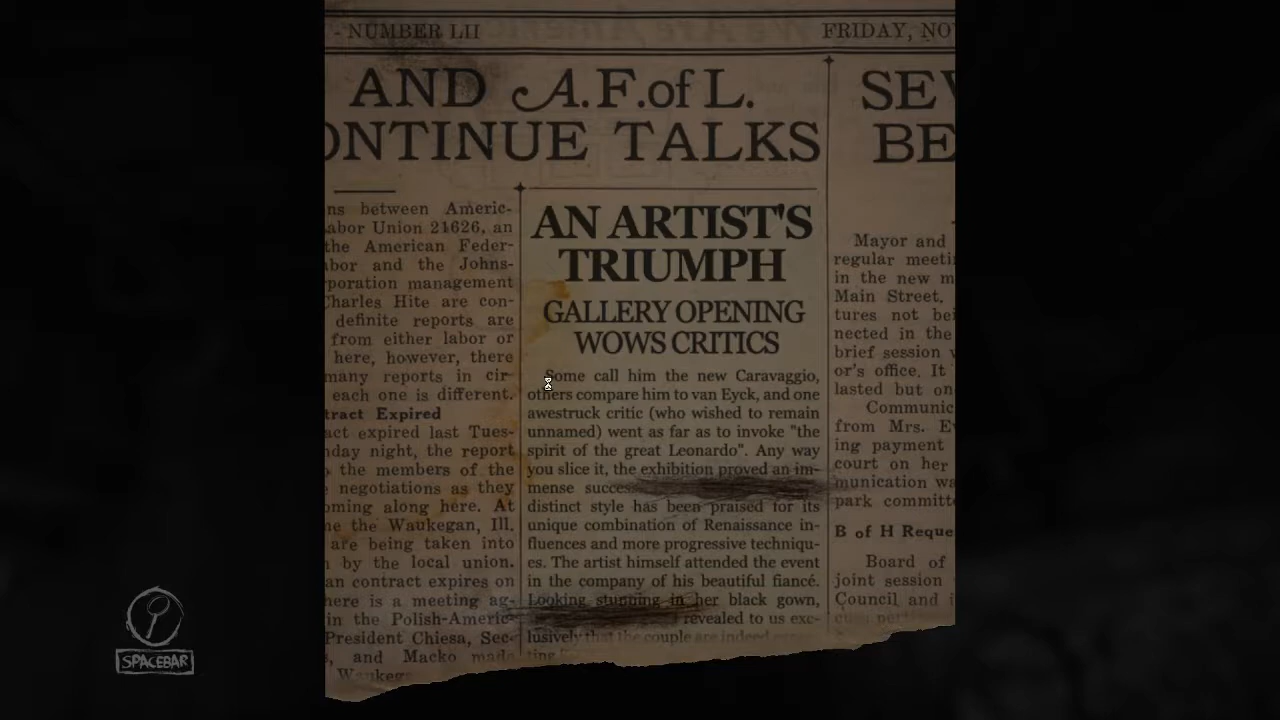 - NUMBER LII
FRIDAY, NO
AND A.F.of L.
ONTINUE TALKS
SEV
BE
ns between Americ-
abor Union 21626, an
the American Feder-
bor and the Johns-
poration management
Charles Hite are con-
definite reports are
from either labor or
here, however, there
many reports in cir-
each one is different.
tract Expired
act expired last Tues-
nday night, the report
the members of the
negotiations as they
oming along here. At
e the Waukegan, Ill.
are being taken into
by the local union.
an contract expires on
here is a meeting ag-
in the Polish-Americ-
President Chiesa, Sec-
, and Macko made
Waukeg
AN ARTIST'S
TRIUMPH
GALLERY OPENING
WOWS CRITICS
Some call him the new Caravaggio,
others compare him to van Eyck, and one
awestruck critic (who wished to remain
unnamed) went as far as to invoke "the
spirit of the great Leonardo". Any way
you slice it, the exhibition proved an im-
mense succes
distinct style has been praised for its
unique combination of Renaissance in-
fluences and more progressive techniqu-
es. The artist himself attended the event
in the company of his beautiful fiancé.
Looking stunning in her black gown,
revealed to us exc-
lusively that the couple are indeed
ting
Mayor and
regular meeti
in the new m
Main Street.
tures not bei
nected in the
brief session w
or's office. It
lasted but on
Communic
from Mrs. Ev
ing payment
court on her
munication wa
park committe
B of H Reque
Board of
joint session
Council and i
SPACEBAR